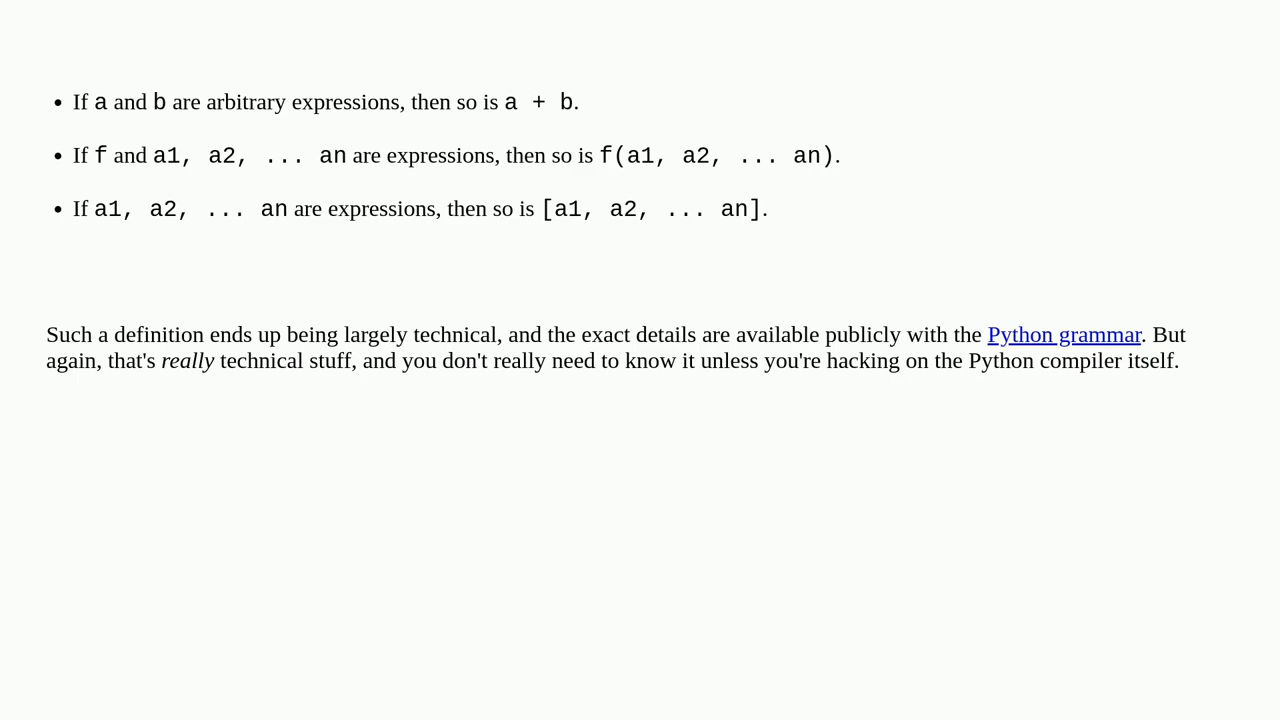 • If a and b are arbitrary expressions, then so is a + b.
• If f and a1, a2, ... an are expressions, then so is f(a1, a2, ... an).
• If a1, a2, ... an are expressions, then so is [a1, a2, ... an].
Such a definition ends up being largely technical, and the exact details are available publicly with the Python grammar. But
again, that's really technical stuff, and you don't really need to know it unless you're hacking on the Python compiler itself.